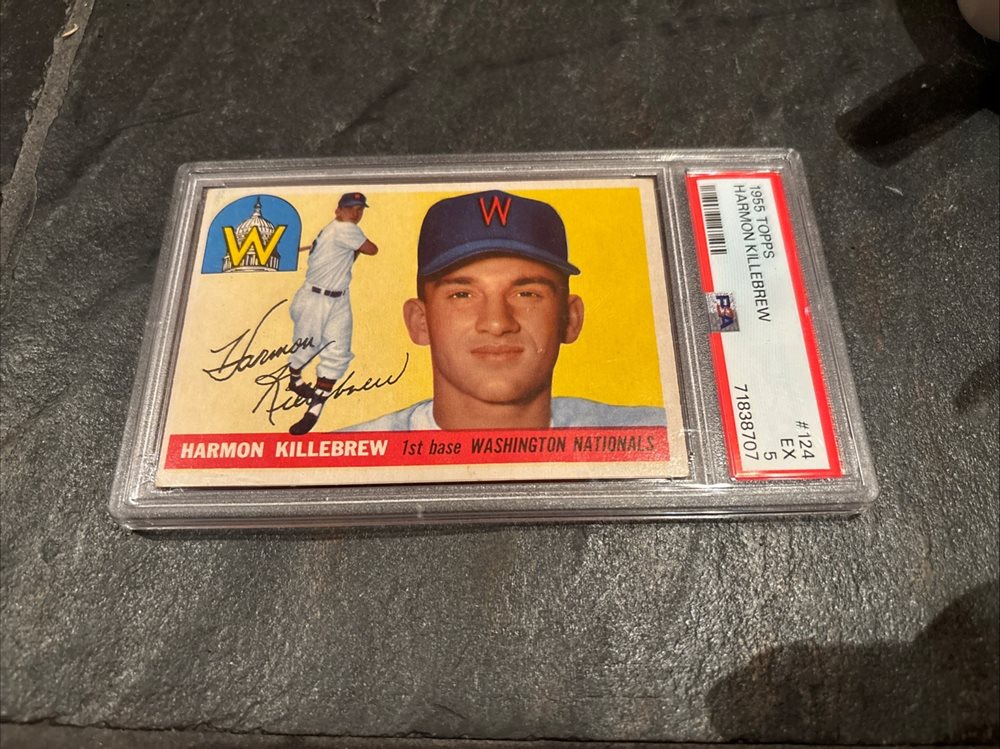 W
W
Harmon
Killebrew
HARMON KILLEBREW 1st base WASHINGTON NATIONALS
1955 TOPPS #124
HARMON KILLEBREW EX
5
PSA 71838707